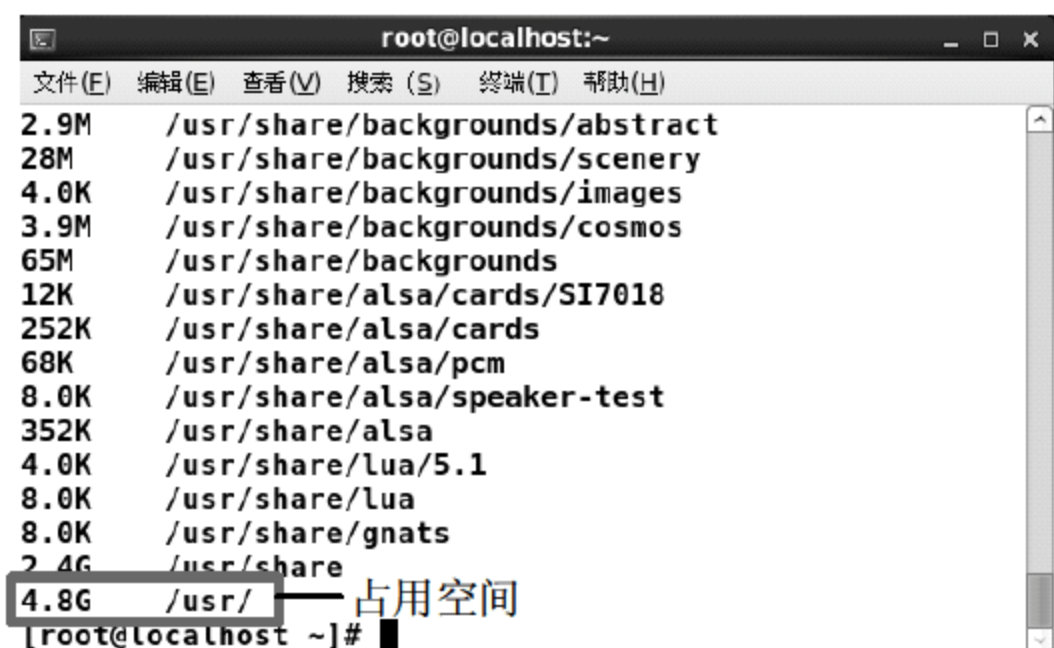 root@localhost:~
文件(F) 编辑(E) 查看(V) 搜索 (S) 终端(T) 帮助(H)
2.9M /usr/share/backgrounds/abstract
28M /usr/share/backgrounds/scenery
4.0K /usr/share/backgrounds/images
3.9M /usr/share/backgrounds/cosmos
65M /usr/share/backgrounds
12K /usr/share/alsa/cards/SI7018
252K /usr/share/alsa/cards
68K /usr/share/alsa/pcm
8.0K /usr/share/alsa/speaker-test
352K /usr/share/alsa
4.0K /usr/share/lua/5.1
8.0K /usr/share/lua
8.0K /usr/share/gnats
2.4G /usr/share
4.8G /usr/ 占用空间
[root@localhost ~]#